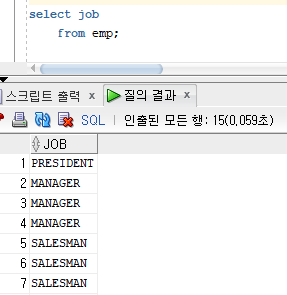 select job
from emp;
스크립트 출력 × 질의 결과 ×
SQL | 인출된 모든 행: 15(0,059초)
JOB
1 PRESIDENT
2 MANAGER
3 MANAGER
4 MANAGER
5 SALESMAN
6 SALESMAN
7 SALESMAN